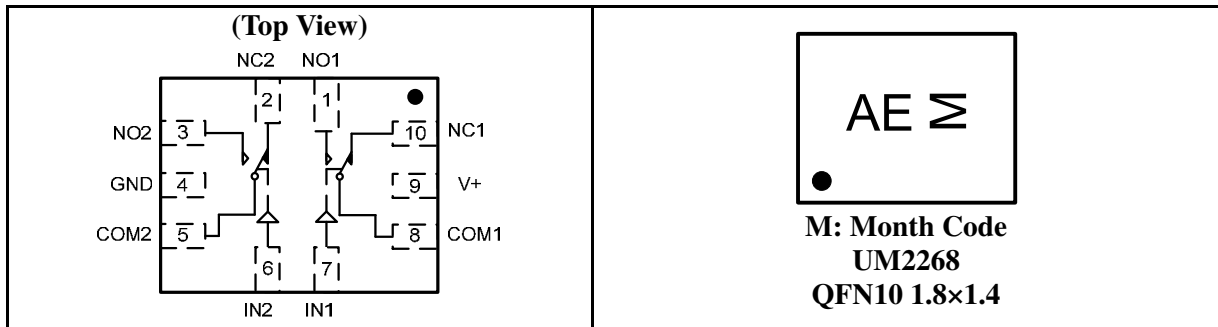 (Top View)
NC2 NO1
2 1
NO2 3 10 NC1
GND 4 9 V+
COM2 5 8 COM1
6 7
IN2 IN1
AE M
M: Month Code
UM2268
QFN10 1.8×1.4